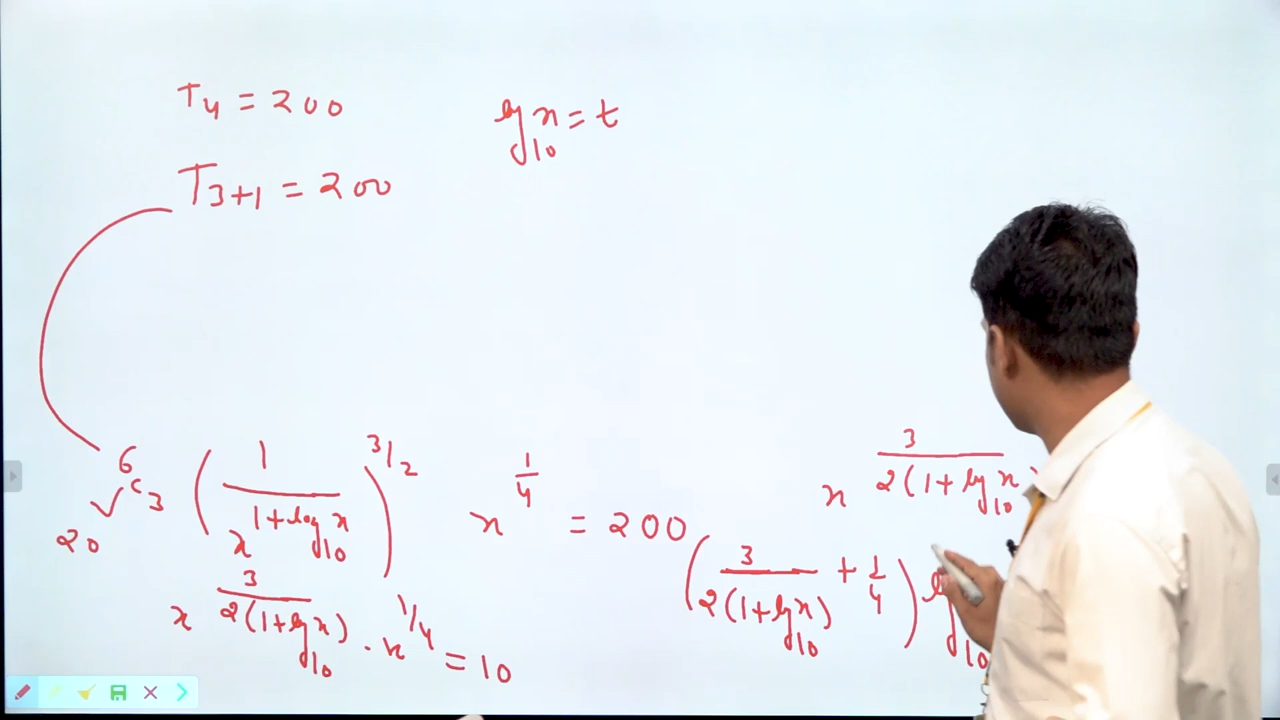 T₄ = 200
log₁₀ x = t
T₃₊₁ = 200
⁶C₃ (x^(1/(1+log₁₀ x)))^(3/2) x^(1/4) = 200
20
x^(3/(2(1+log₁₀ x))) · x^(1/4) = 10
x^(3/(2(1+log₁₀ x
(3/(2(1+log₁₀ x)) + 1/4) log₁₀